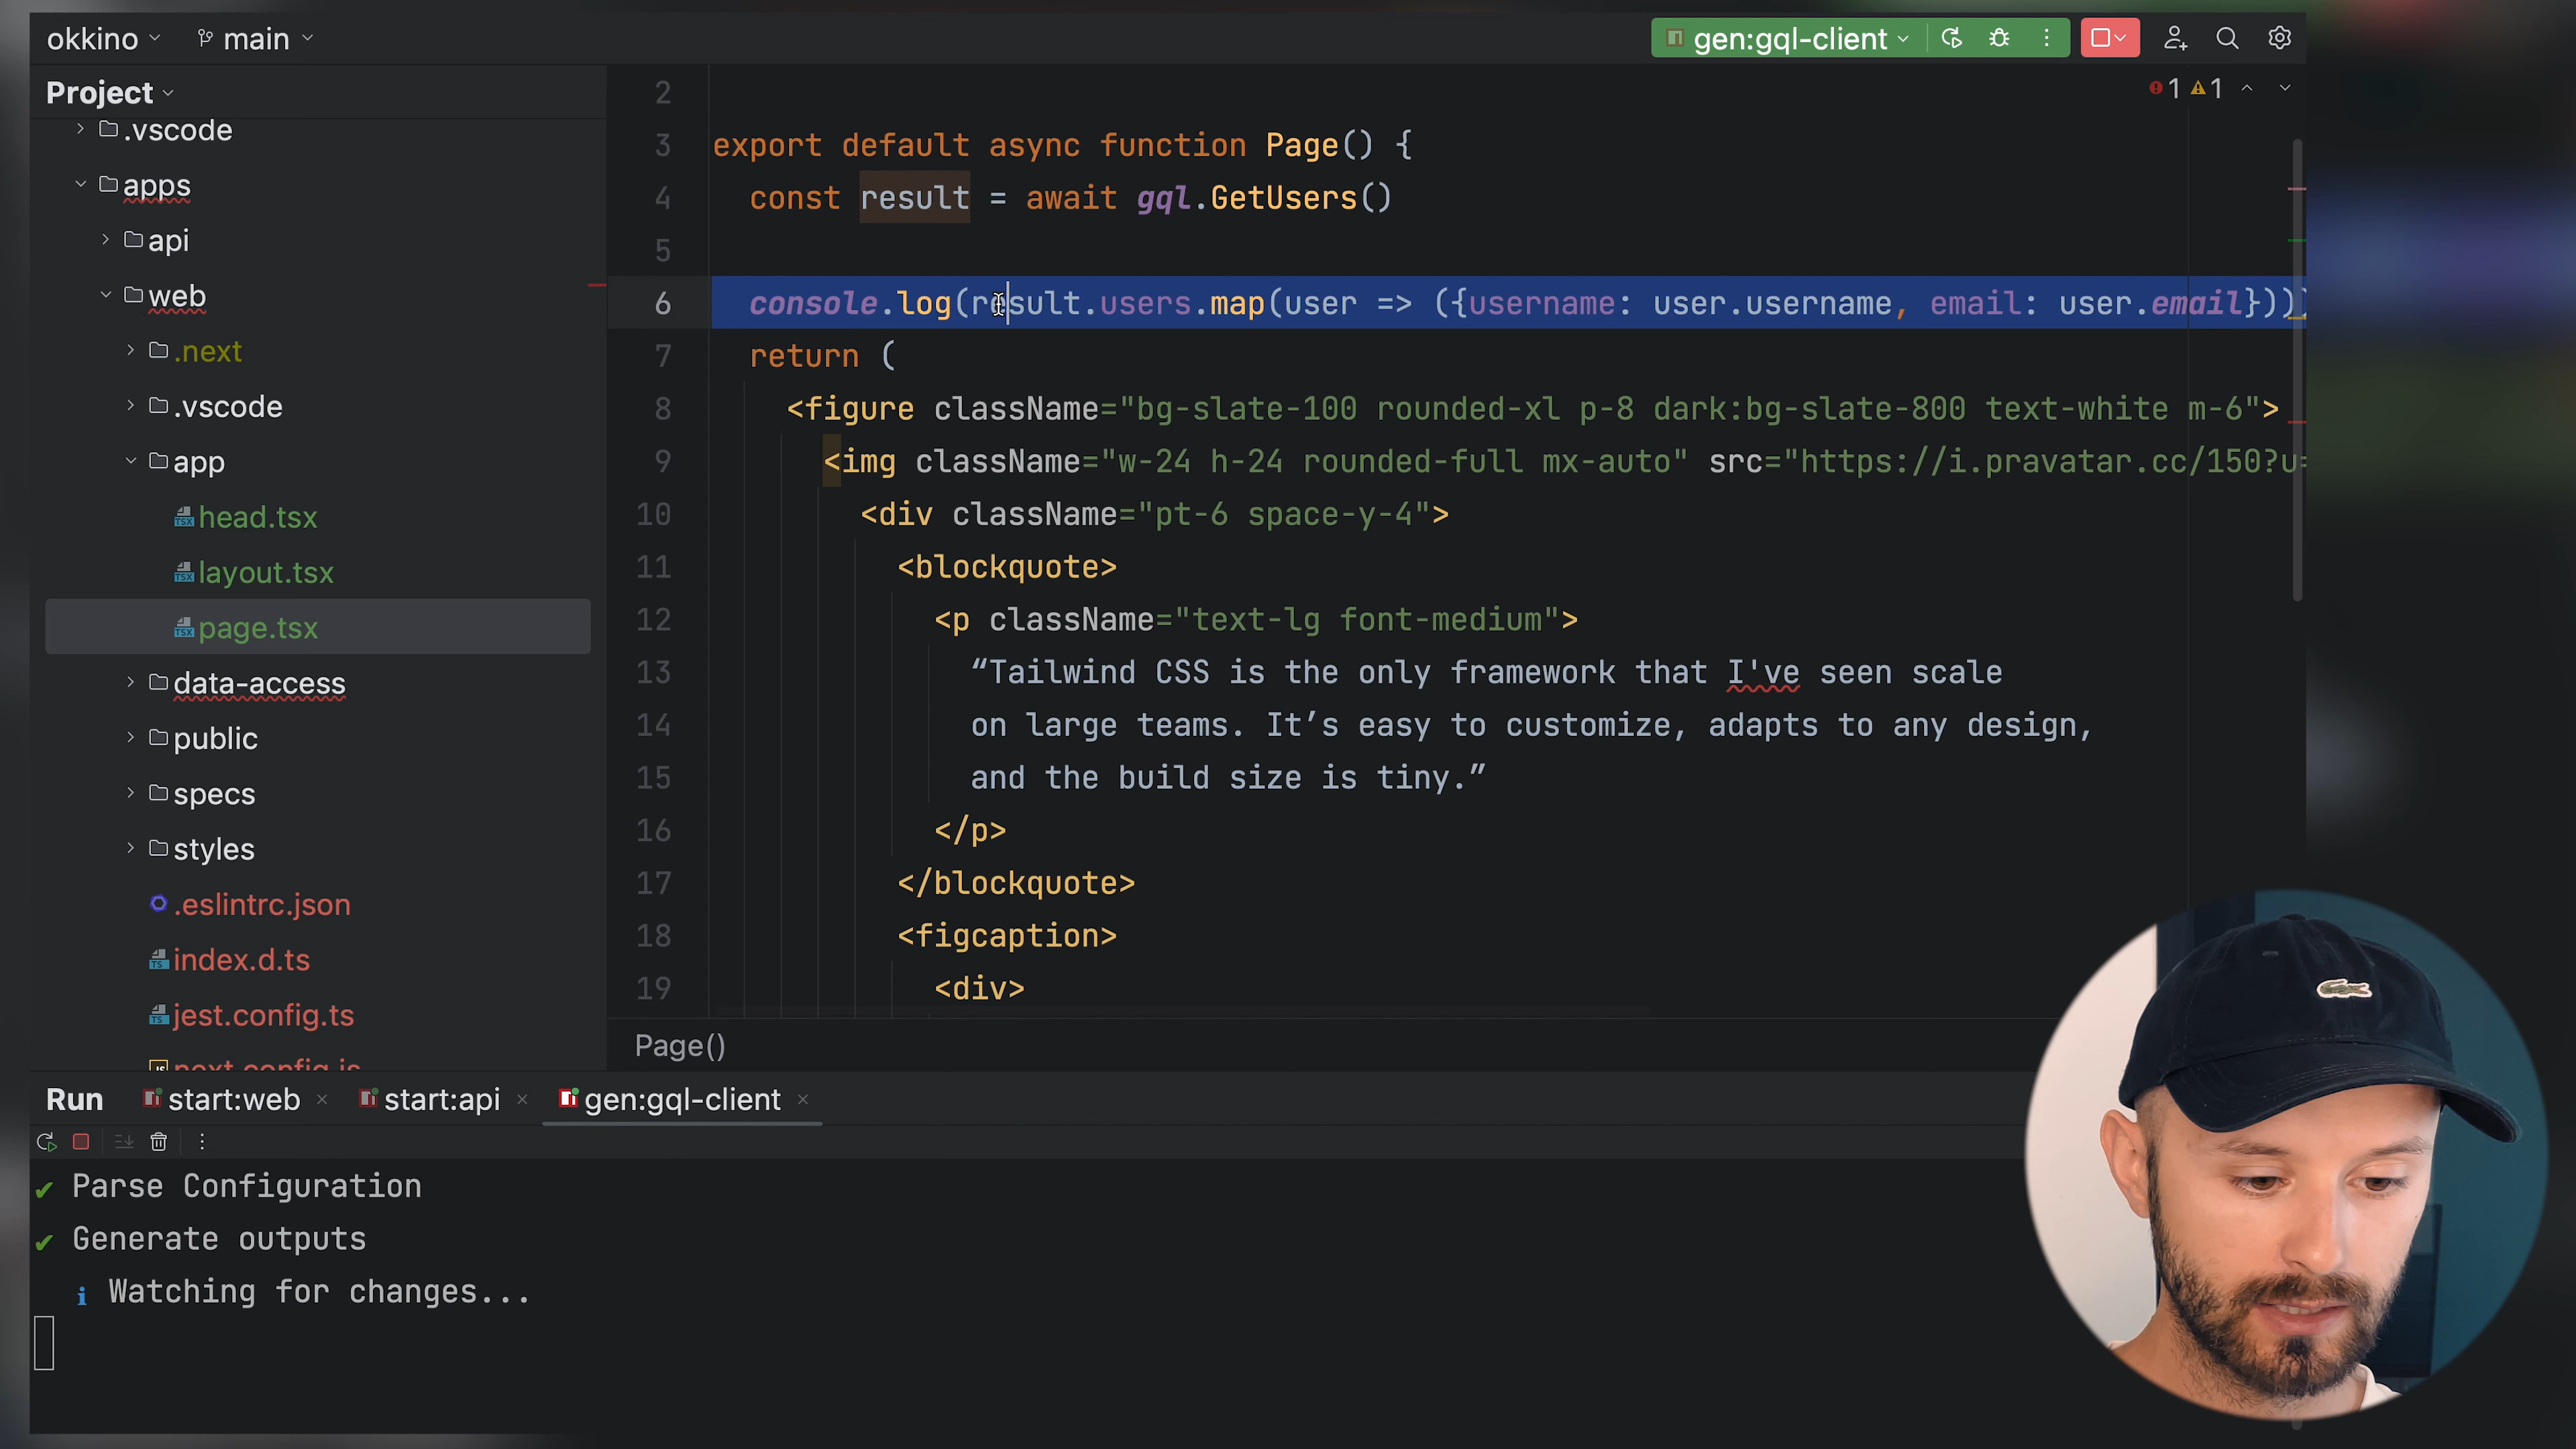 okkino
main
gen:gql-client
Project
1 1
.vscode
apps
api
web
.next
.vscode
app
head.tsx
layout.tsx
page.tsx
data-access
public
specs
styles
.eslintrc.json
index.d.ts
jest.config.ts
next.config.js
2
3 export default async function Page() {
4 const result = await gql.GetUsers()
5
6 console.log(result.users.map(user => ({username: user.username, email: user.email})))
7 return (
8 <figure className="bg-slate-100 rounded-xl p-8 dark:bg-slate-800 text-white m-6">
9 <img className="w-24 h-24 rounded-full mx-auto" src="https://i.pravatar.cc/150?u=
10 <div className="pt-6 space-y-4">
11 <blockquote>
12 <p className="text-lg font-medium">
13 “Tailwind CSS is the only framework that I've seen scale
14 on large teams. It’s easy to customize, adapts to any design,
15 and the build size is tiny.”
16 </p>
17 </blockquote>
18 <figcaption>
19 <div>
Page()
Run start:web start:api gen:gql-client
Parse Configuration
Generate outputs
Watching for changes...